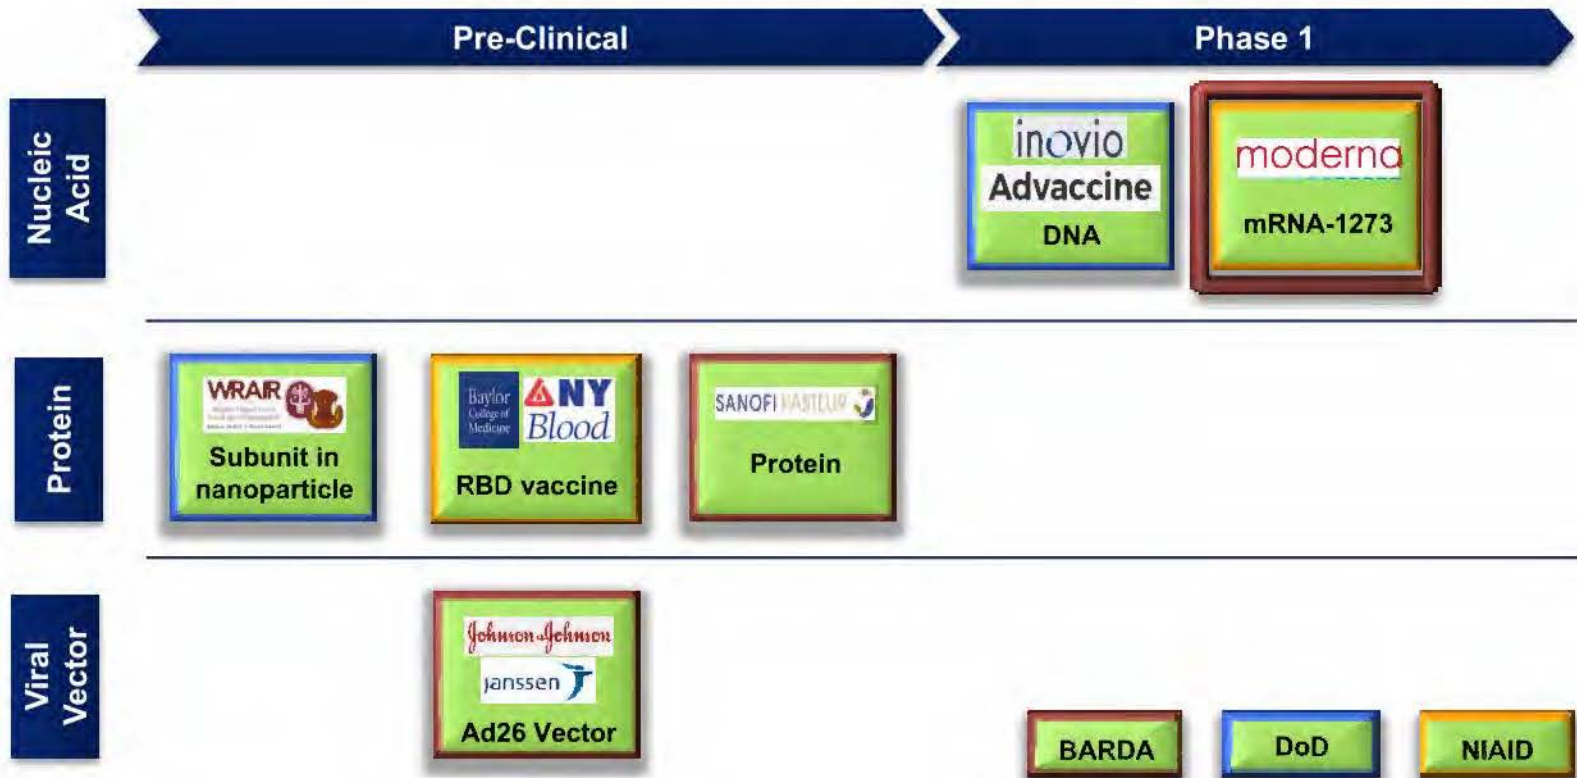 Pre-Clinical
Phase 1
Nucleic
Acid
inovio
Advaccine
DNA
moderna
mRNA-1273
Protein
WRAIR
Subunit in
nanoparticle
Baylor
College of
Medicine
NY
Blood
RBD vaccine
SANOFI PASTEUR
Protein
Viral
Vector
Johnson & Johnson
janssen
Ad26 Vector
BARDA
DoD
NIAID